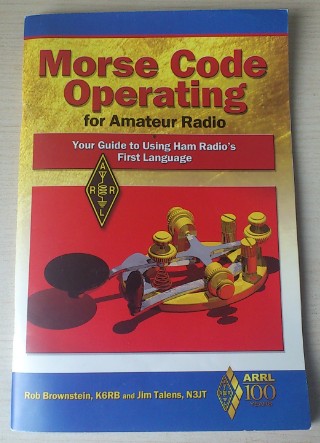 Morse Code
Operating
for Amateur Radio
Your Guide to Using Ham Radio's
First Language
A
R R
L
Rob Brownstein, K6RB and Jim Talens, N3JT
ARRL
100